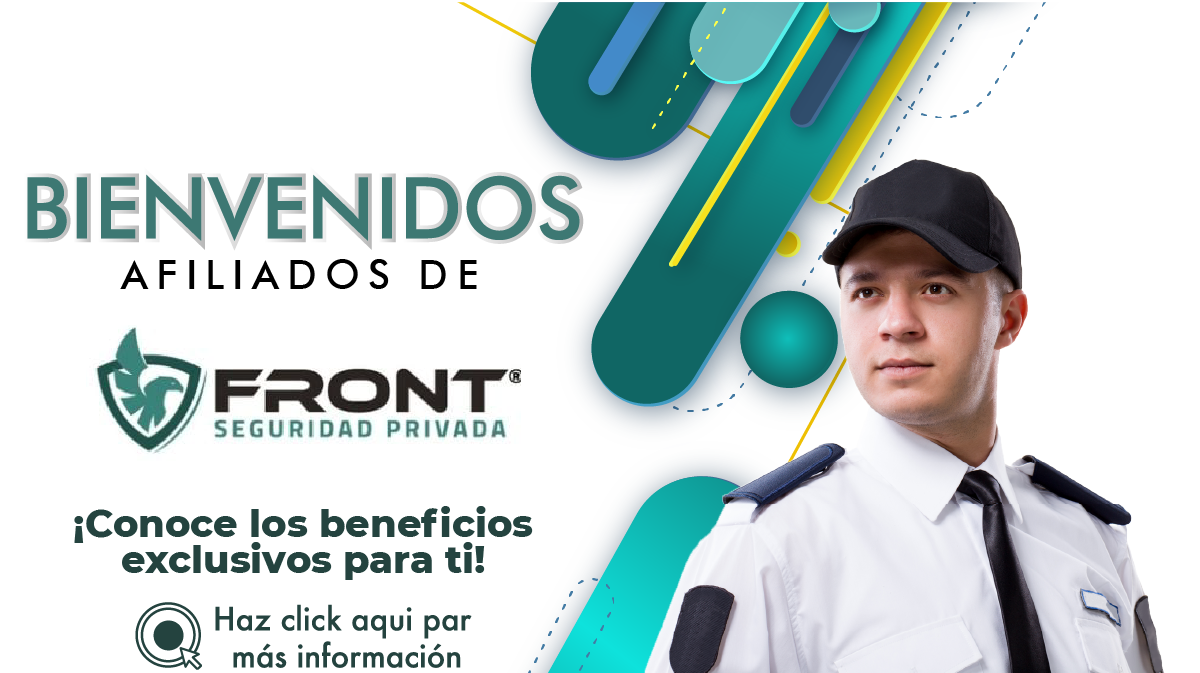 BIENVENIDOS
AFILIADOS DE
FRONT®
SEGURIDAD PRIVADA
¡Conoce los beneficios
exclusivos para ti!
Haz click aqui par
más información